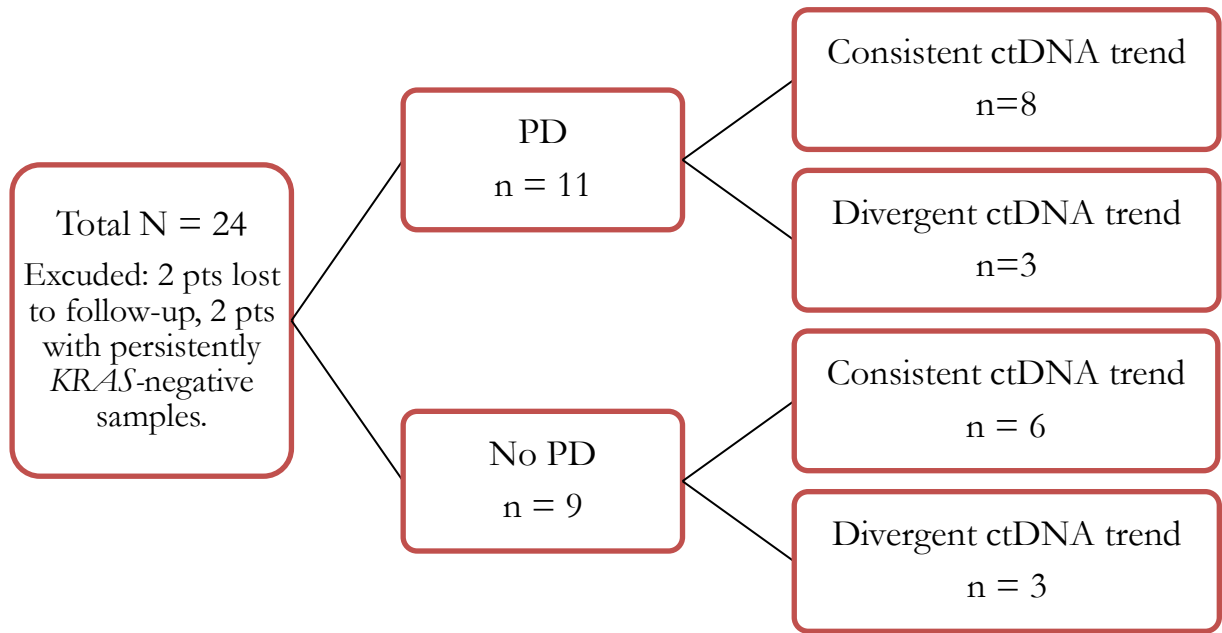 Total N = 24
Excuded: 2 pts lost
to follow-up, 2 pts
with persistently
KRAS-negative
samples.
PD
n = 11
No PD
n = 9
Consistent ctDNA trend
n=8
Divergent ctDNA trend
n=3
Consistent ctDNA trend
n = 6
Divergent ctDNA trend
n = 3